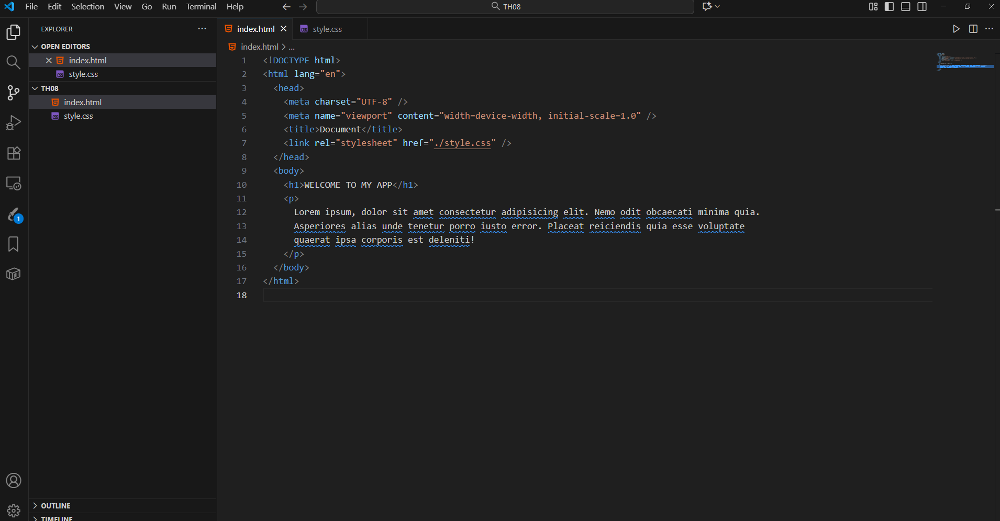 File Edit Selection View Go Run Terminal Help
TH08
EXPLORER
OPEN EDITORS
index.html
style.css
TH08
index.html
style.css
OUTLINE
TIMELINE
1
index.html
style.css
index.html > ...
1 <!DOCTYPE html>
2 <html lang="en">
3 <head>
4 <meta charset="UTF-8" />
5 <meta name="viewport" content="width=device-width, initial-scale=1.0" />
6 <title>Document</title>
7 <link rel="stylesheet" href="./style.css" />
8 </head>
9 <body>
10 <h1>WELCOME TO MY APP</h1>
11 <p>
12 Lorem ipsum, dolor sit amet consectetur adipisicing elit. Nemo odit obcaecati minima quia.
13 Asperiores alias unde tenetur porro iusto error. Placeat reiciendis quia esse voluptate
14 quaerat ipsa corporis est deleniti!
15 </p>
16 </body>
17 </html>
18